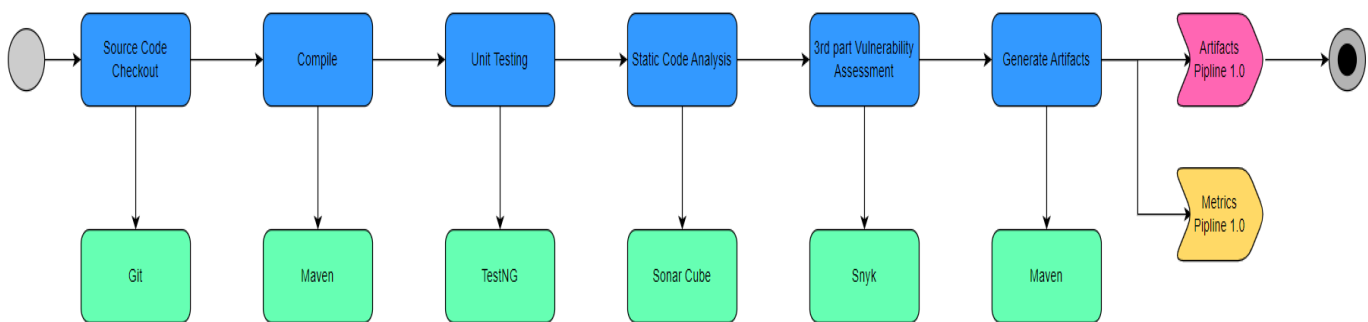 Source Code
Checkout
Compile
Unit Testing
Static Code Analysis
3rd part Vulnerability
Assessment
Generate Artifacts
Artifacts
Pipline 1.0
Metrics
Pipline 1.0
Git
Maven
TestNG
Sonar Cube
Snyk
Maven